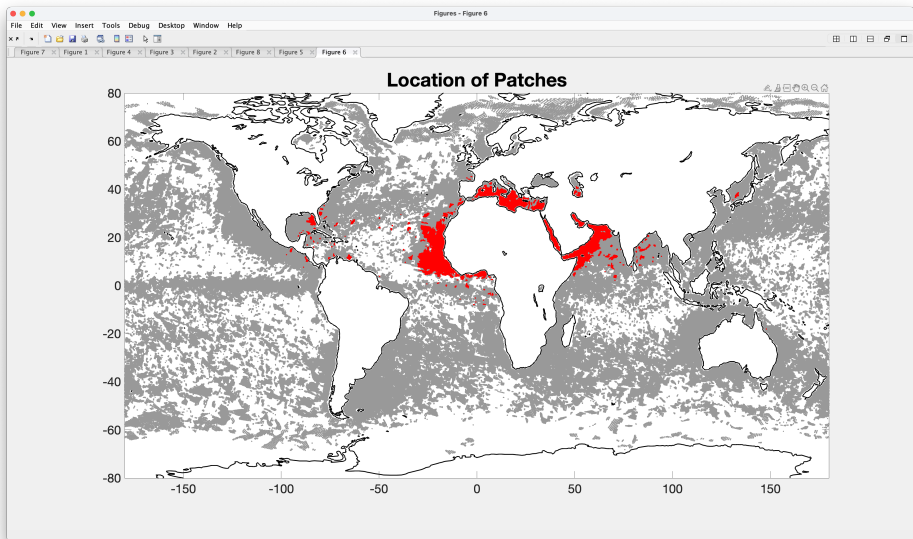 Figures - Figure 6
File Edit View Insert Tools Debug Desktop Window Help
Figure 7 Figure 1 Figure 4 Figure 3 Figure 2 Figure 8 Figure 5 Figure 6
Location of Patches
80
60
40
20
0
-20
-40
-60
-80
-150 -100 -50 0 50 100 150